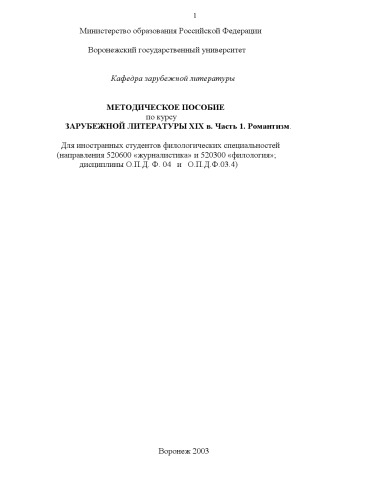 1
Министерство образования Российской Федерации
Воронежский государственный университет
Кафедра зарубежной литературы
МЕТОДИЧЕСКОЕ ПОСОБИЕ
по курсу
ЗАРУБЕЖНОЙ ЛИТЕРАТУРЫ XIX в. Часть 1. Романтизм.
Для иностранных студентов филологических специальностей
(направления 520600 «журналистика» и 520300 «филология»;
дисциплины О.П.Д. Ф. 04 и О.П.Д.Ф.03.4)
Воронеж 2003